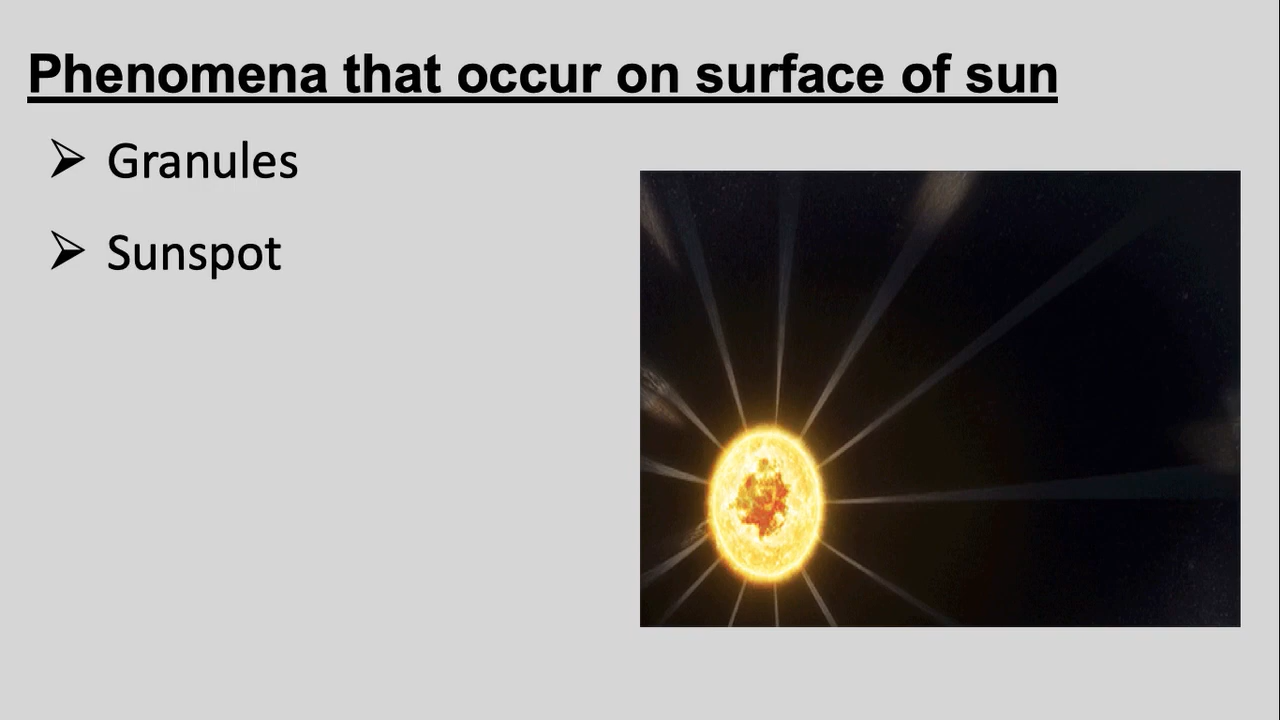 Phenomena that occur on surface of sun
➢ Granules
➢ Sunspot